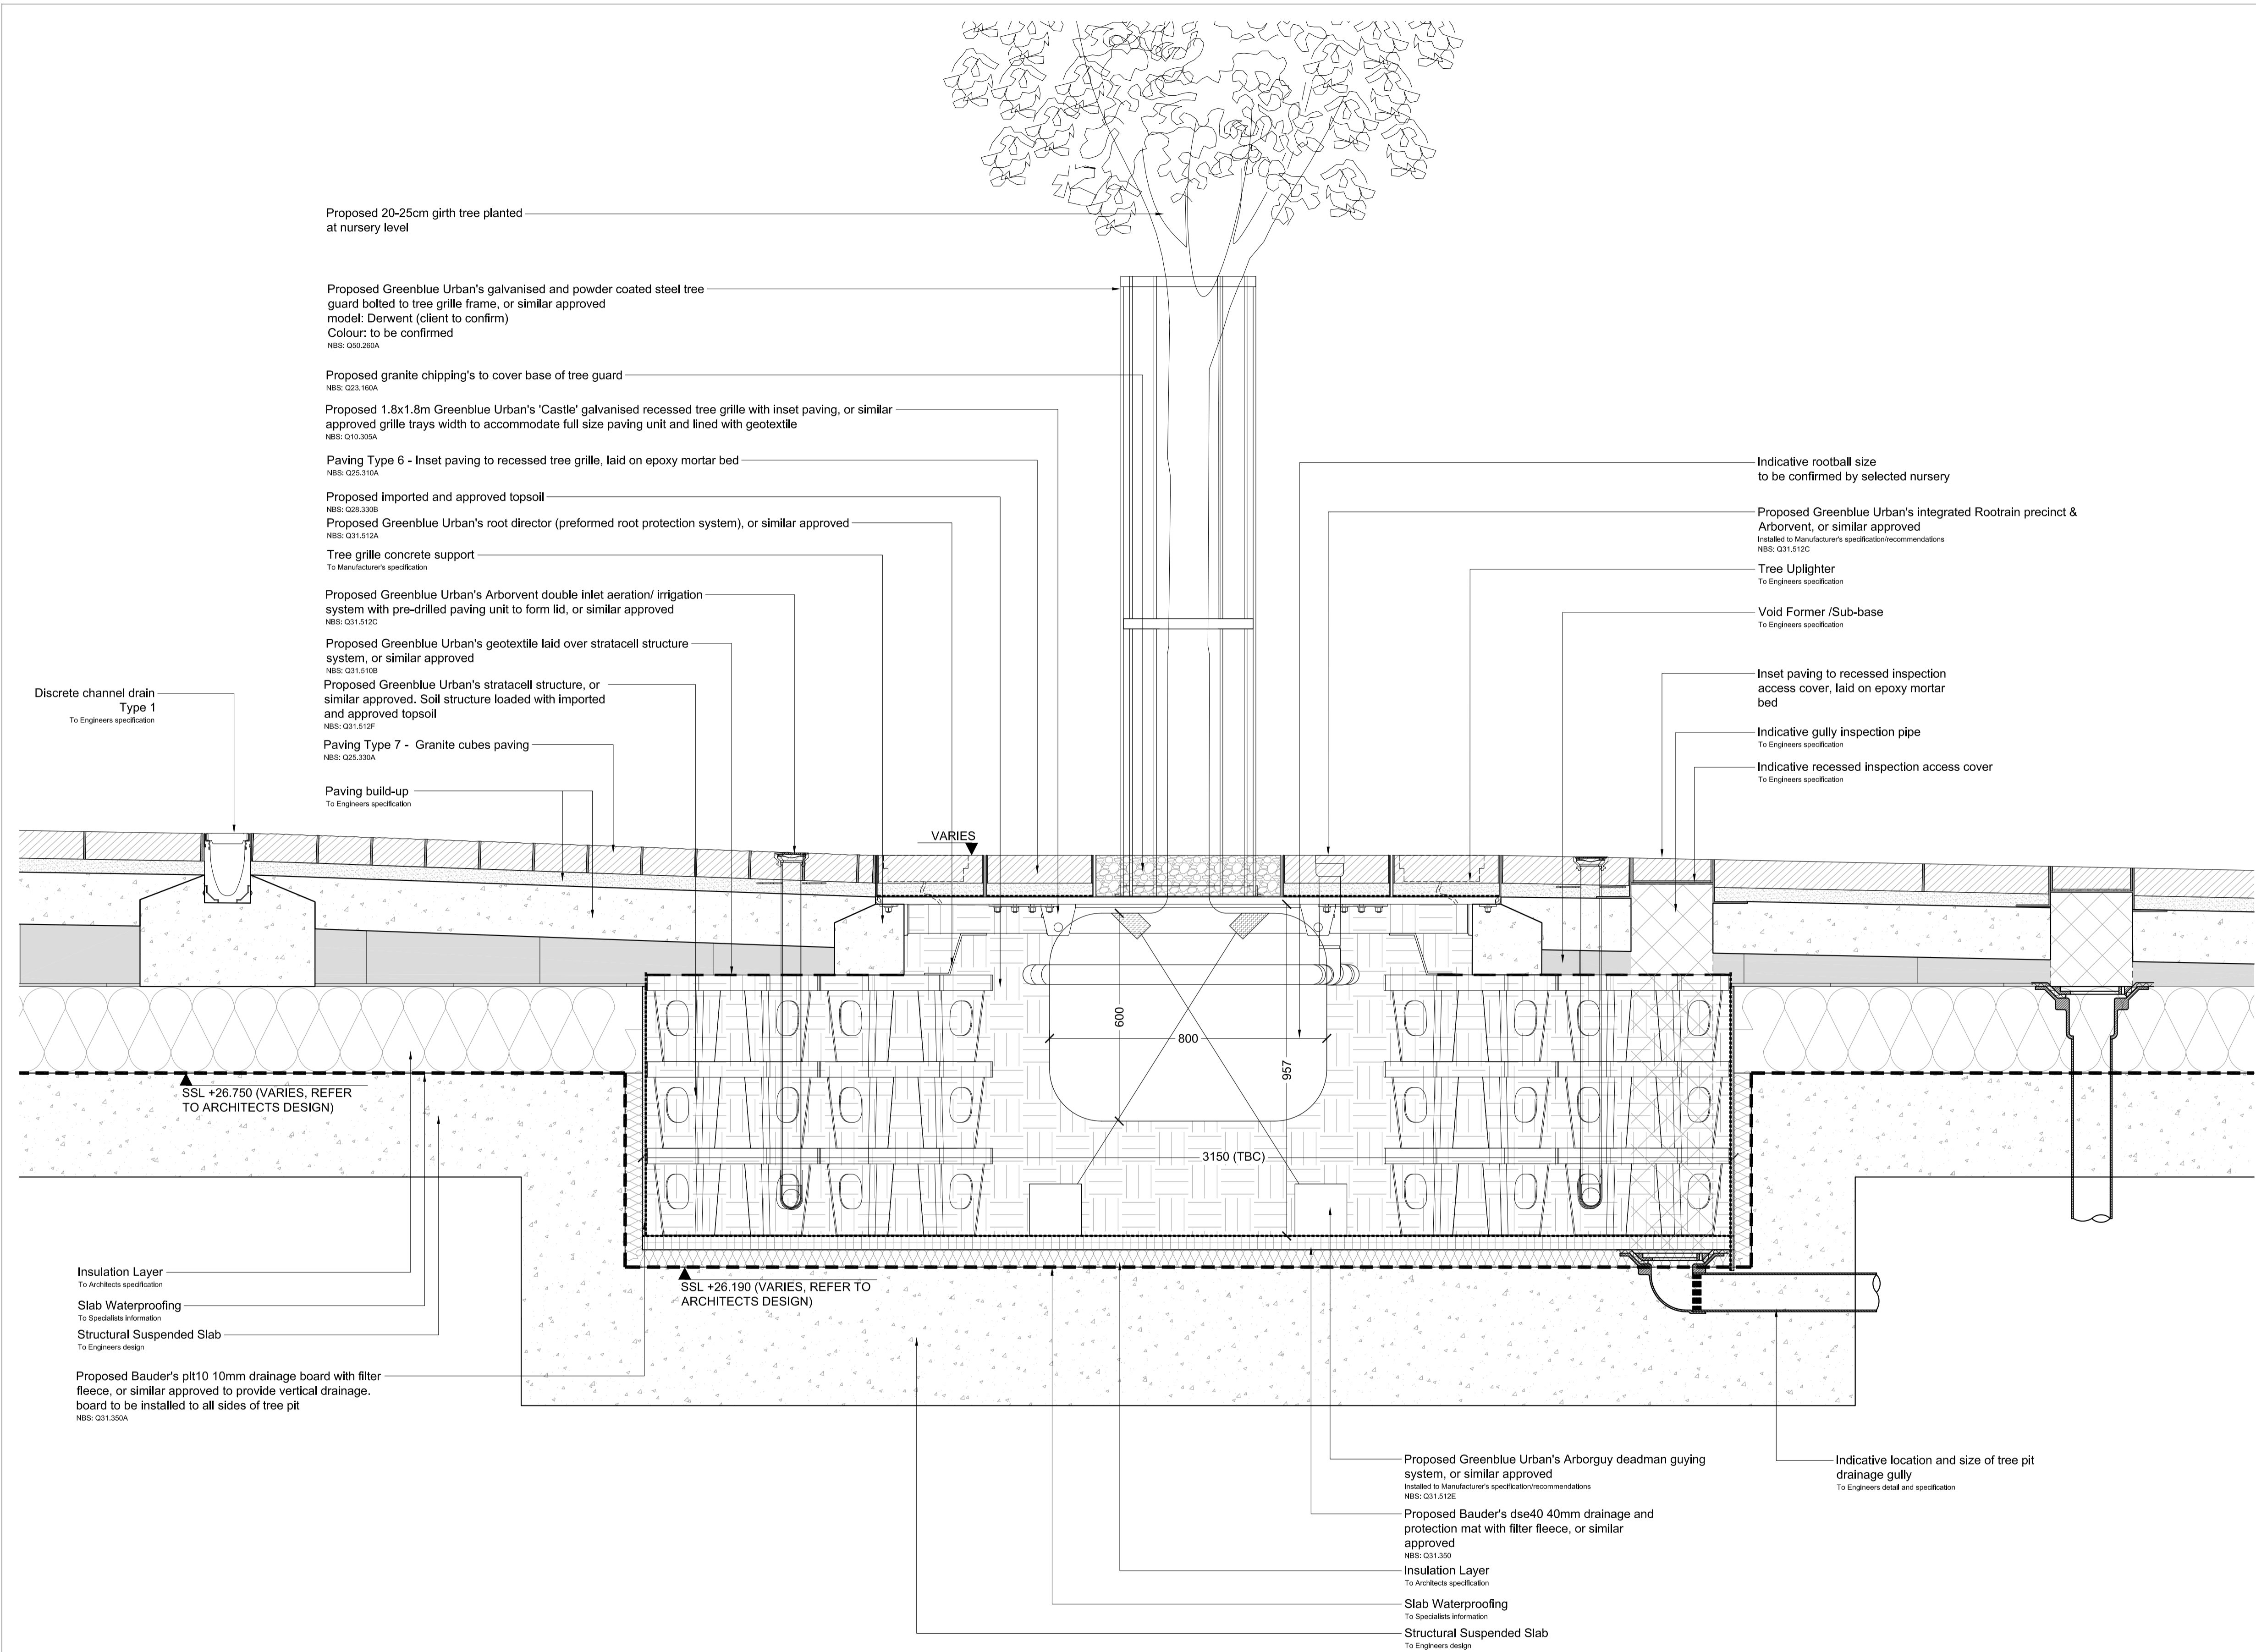 Proposed 20-25cm girth tree planted
at nursery level
Proposed Greenblue Urban's galvanised and powder coated steel tree
guard bolted to tree grille frame, or similar approved
model: Derwent (client to confirm)
Colour: to be confirmed
NBS: Q50.260A
Proposed granite chipping's to cover base of tree guard
NBS: Q23.160A
Proposed 1.8x1.8m Greenblue Urban's 'Castle' galvanised recessed tree grille with inset paving, or similar
approved grille trays width to accommodate full size paving unit and lined with geotextile
NBS: Q10.305A
Paving Type 6 - Inset paving to recessed tree grille, laid on epoxy mortar bed
NBS: Q25.310A
Proposed imported and approved topsoil
NBS: Q28.330B
Proposed Greenblue Urban's root director (preformed root protection system), or similar approved
NBS: Q31.512A
Tree grille concrete support
To Manufacturer's specification
Proposed Greenblue Urban's Arborvent double inlet aeration/ irrigation
system with pre-drilled paving unit to form lid, or similar approved
NBS: Q31.512C
Proposed Greenblue Urban's geotextile laid over stratacell structure
system, or similar approved
NBS: Q31.510B
Proposed Greenblue Urban's stratacell structure, or
similar approved. Soil structure loaded with imported
and approved topsoil
NBS: Q31.512F
Paving Type 7 - Granite cubes paving
NBS: Q25.330A
Paving build-up
To Engineers specification
Discrete channel drain
Type 1
To Engineers specification
Indicative rootball size
to be confirmed by selected nursery
Proposed Greenblue Urban's integrated Rootrain precinct &
Arborvent, or similar approved
Installed to Manufacturer's specification/recommendations
NBS: Q31.512C
Tree Uplighter
To Engineers specification
Void Former /Sub-base
To Engineers specification
Inset paving to recessed inspection
access cover, laid on epoxy mortar
bed
Indicative gully inspection pipe
To Engineers specification
Indicative recessed inspection access cover
To Engineers specification
VARIES
600
800
957
3150 (TBC)
SSL +26.750 (VARIES, REFER
TO ARCHITECTS DESIGN)
SSL +26.190 (VARIES, REFER TO
ARCHITECTS DESIGN)
Insulation Layer
To Architects specification
Slab Waterproofing
To Specialists information
Structural Suspended Slab
To Engineers design
Proposed Bauder's plt10 10mm drainage board with filter
fleece, or similar approved to provide vertical drainage.
board to be installed to all sides of tree pit
NBS: Q31.350A
Proposed Greenblue Urban's Arborguy deadman guying
system, or similar approved
Installed to Manufacturer's specification/recommendations
NBS: Q31.512E
Proposed Bauder's dse40 40mm drainage and
protection mat with filter fleece, or similar
approved
NBS: Q31.350
Insulation Layer
To Architects specification
Slab Waterproofing
To Specialists information
Structural Suspended Slab
To Engineers design
Indicative location and size of tree pit
drainage gully
To Engineers detail and specification